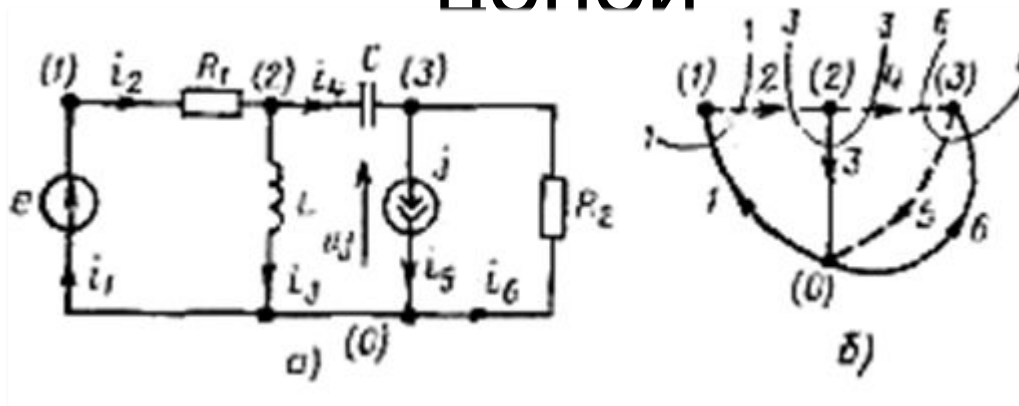 (1) i₂ R₁ (2) i₄ C (3)
e L u_j j R₂
i₁ i₃ i₅ i₆
(0)
а)
1 3 3 6
(1) 2 (2) 4 (3)
1 3
1 5 6
(0)
б)